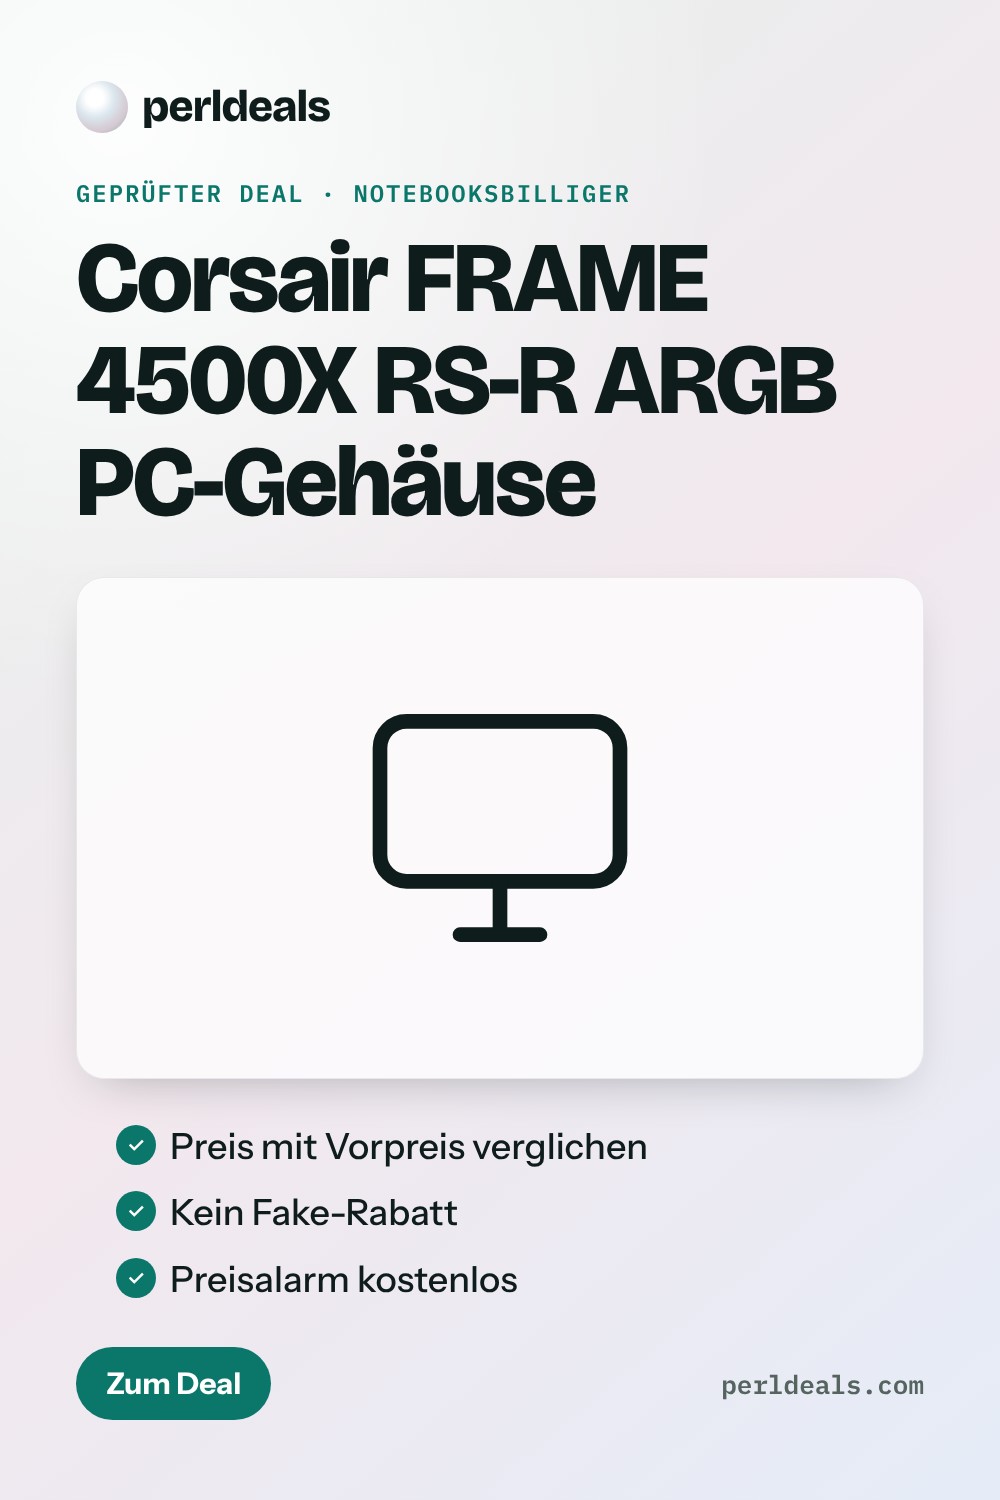 perldeals
GEPRÜFTER DEAL · NOTEBOOKSBILLIGER
Corsair FRAME
4500X RS-R ARGB
PC-Gehäuse
Preis mit Vorpreis verglichen
Kein Fake-Rabatt
Preisalarm kostenlos
Zum Deal
perldeals.com